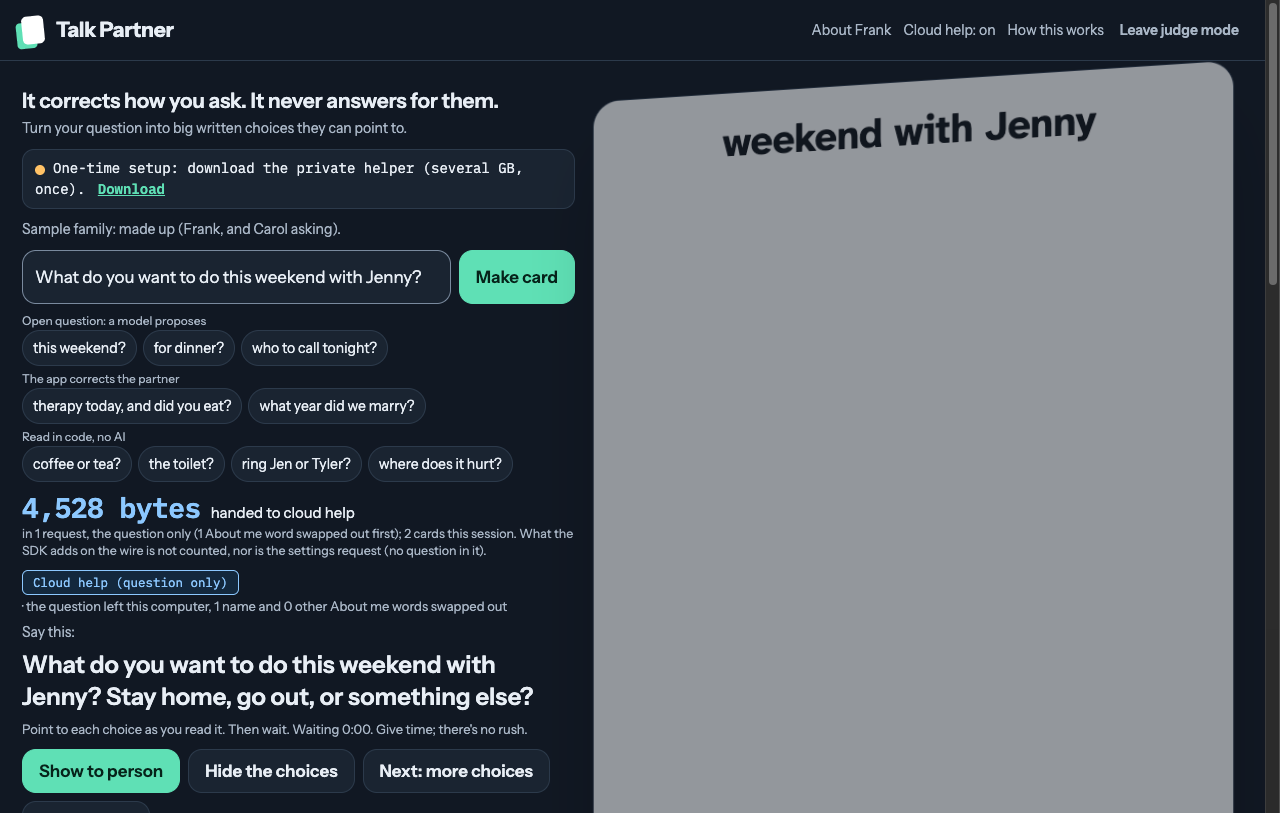 Talk Partner
About Frank
Cloud help: on
How this works
Leave judge mode
It corrects how you ask. It never answers for them.
Turn your question into big written choices they can point to.
One-time setup: download the private helper (several GB,
once). Download
Sample family: made up (Frank, and Carol asking).
What do you want to do this weekend with Jenny?
Make card
Open question: a model proposes
this weekend?
for dinner?
who to call tonight?
The app corrects the partner
therapy today, and did you eat?
what year did we marry?
Read in code, no AI
coffee or tea?
the toilet?
ring Jen or Tyler?
where does it hurt?
4,528 bytes handed to cloud help
in 1 request, the question only (1 About me word swapped out first); 2 cards this session. What the
SDK adds on the wire is not counted, nor is the settings request (no question in it).
Cloud help (question only)
· the question left this computer, 1 name and 0 other About me words swapped out
Say this:
What do you want to do this weekend with
Jenny? Stay home, go out, or something else?
Point to each choice as you read it. Then wait. Waiting 0:00. Give time; there's no rush.
Show to person
Hide the choices
Next: more choices
weekend with Jenny